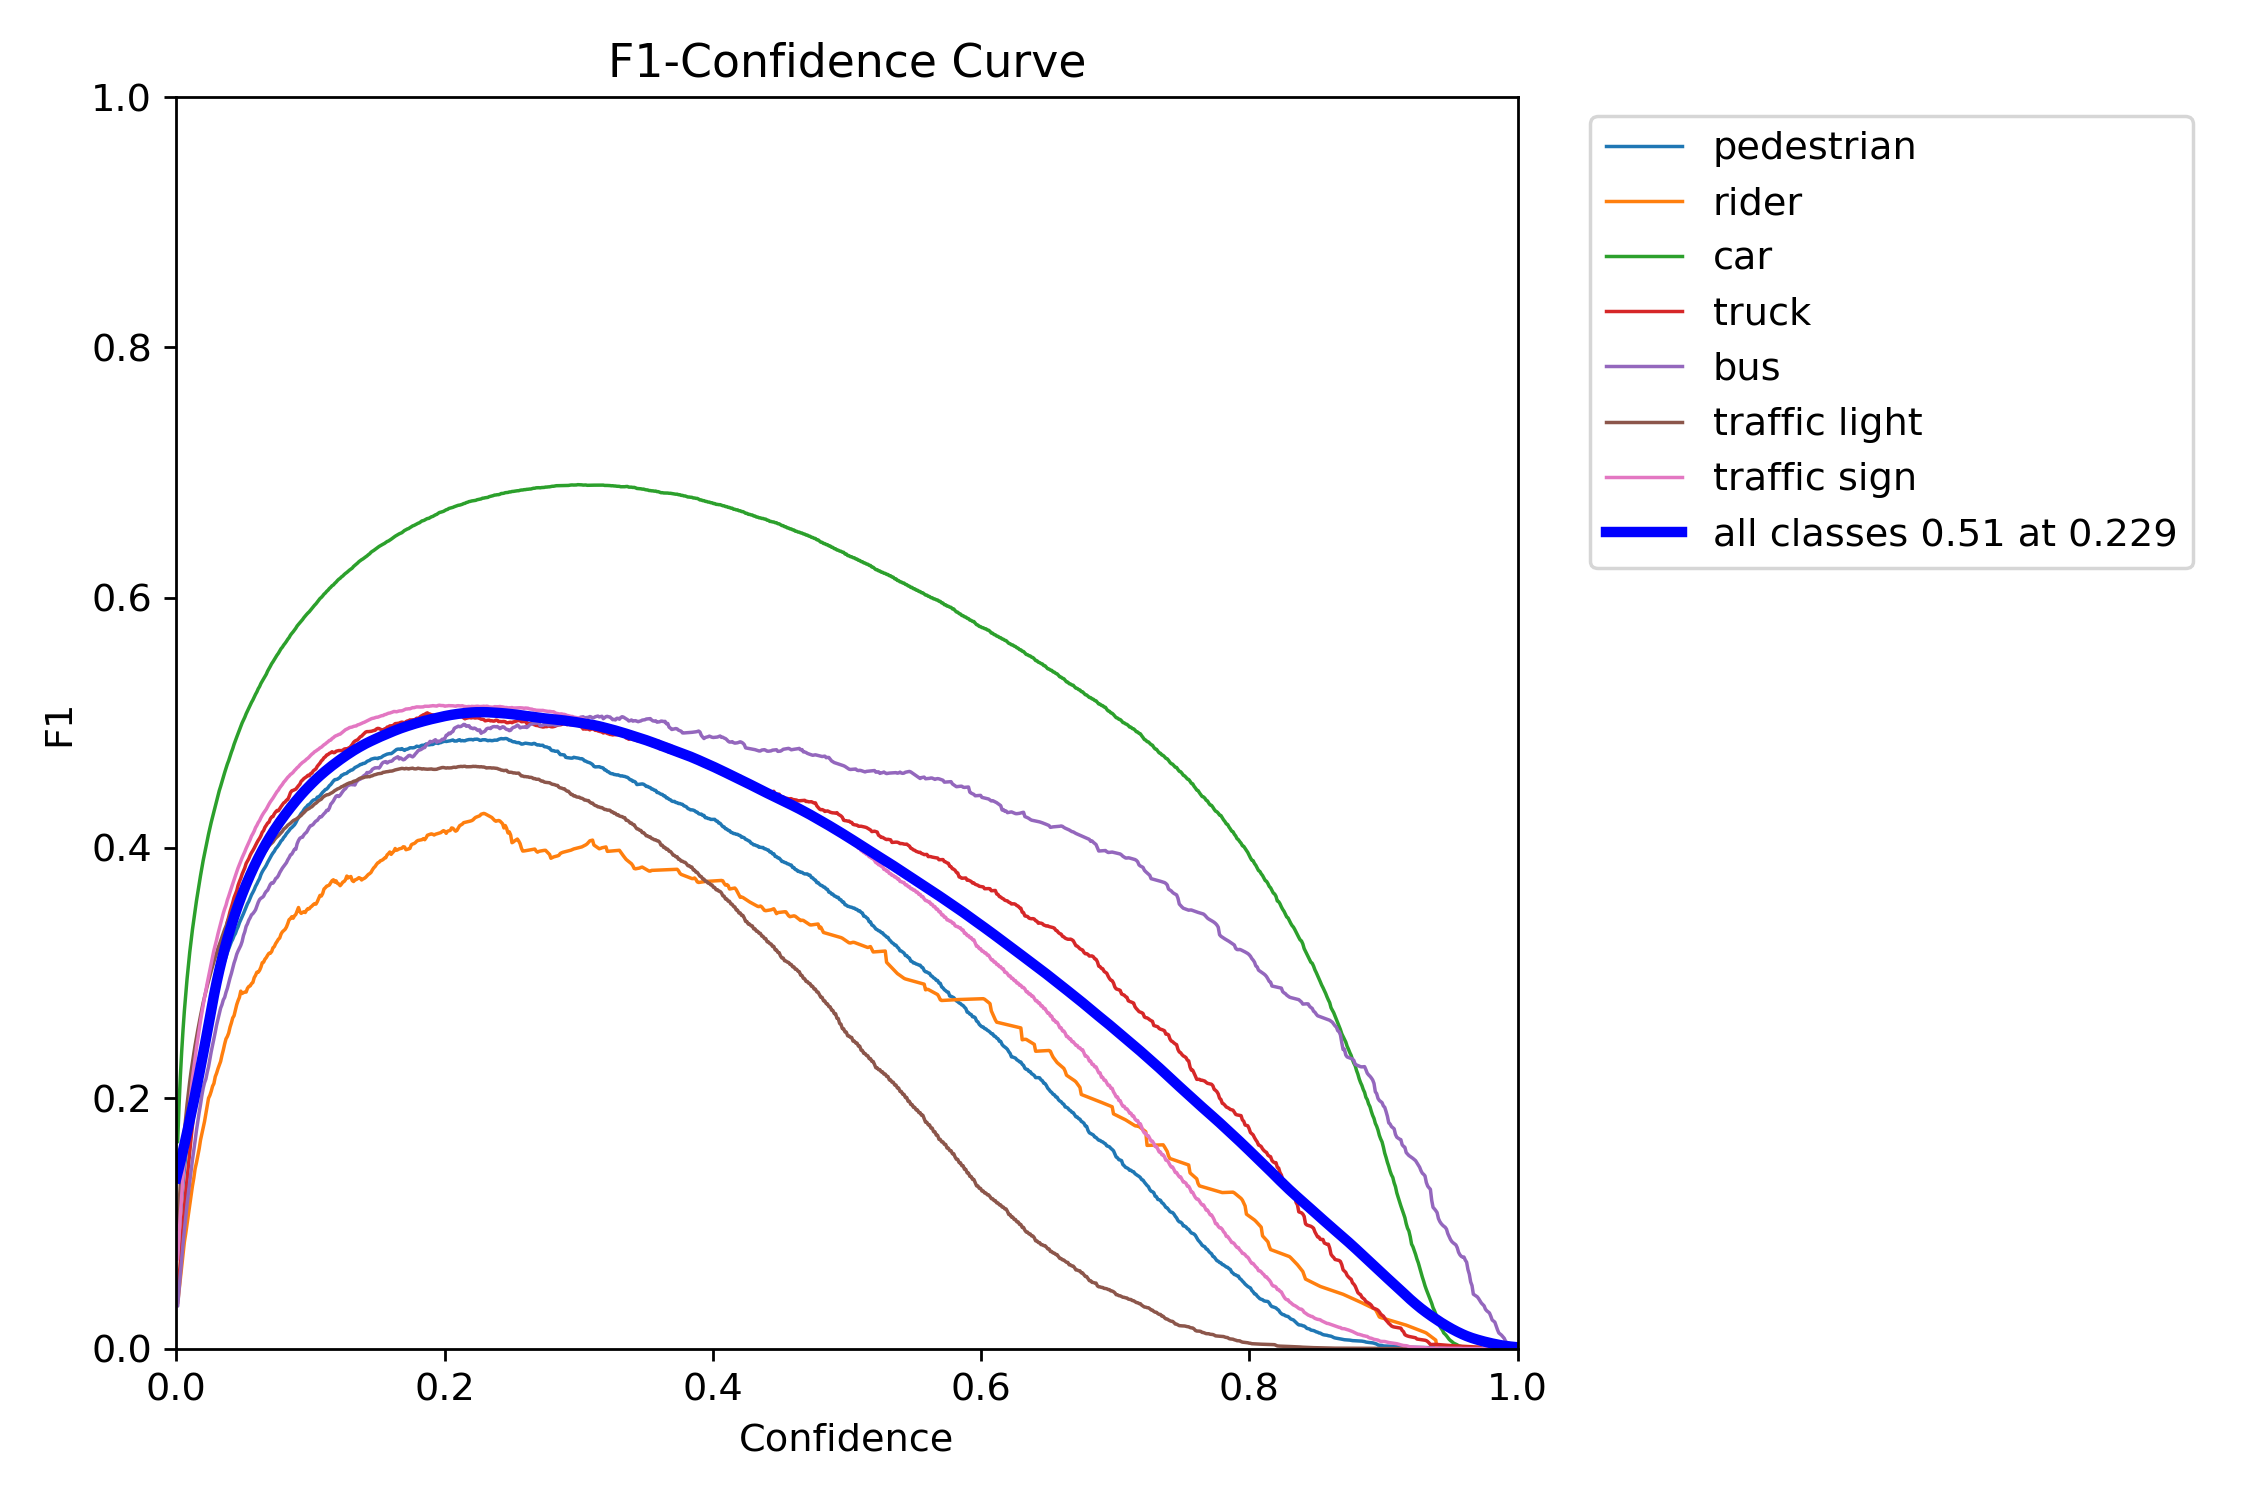 F1-Confidence Curve
1.0
0.8
0.6
0.4
0.2
0.0
F1
0.0 0.2 0.4 0.6 0.8 1.0
Confidence
pedestrian
rider
car
truck
bus
traffic light
traffic sign
all classes 0.51 at 0.229